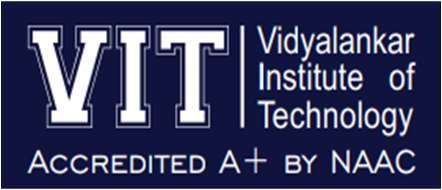 VIT
Vidyalankar
Institute of
Technology
ACCREDITED A+ BY NAAC